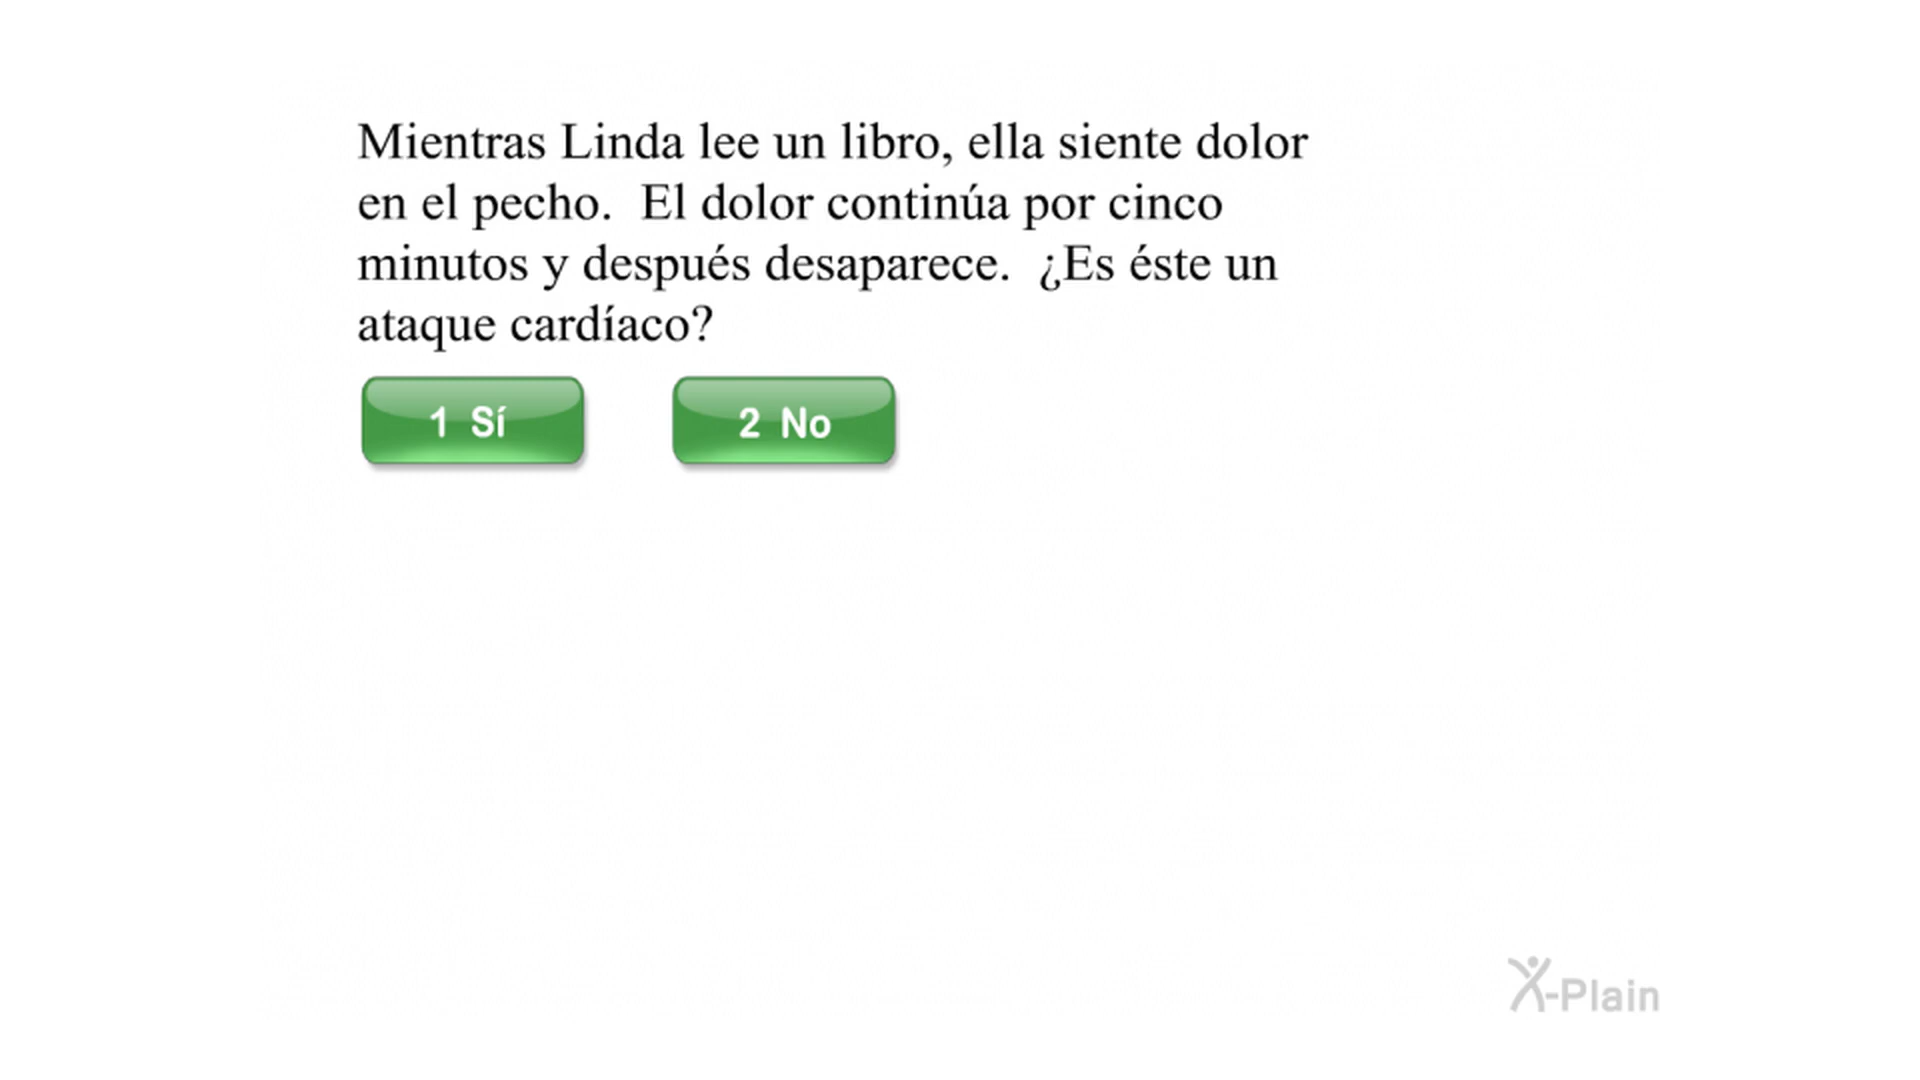 Mientras Linda lee un libro, ella siente dolor
en el pecho.  El dolor continúa por cinco
minutos y después desaparece.  ¿Es éste un
ataque cardíaco?
1 Sí
2 No
X-Plain